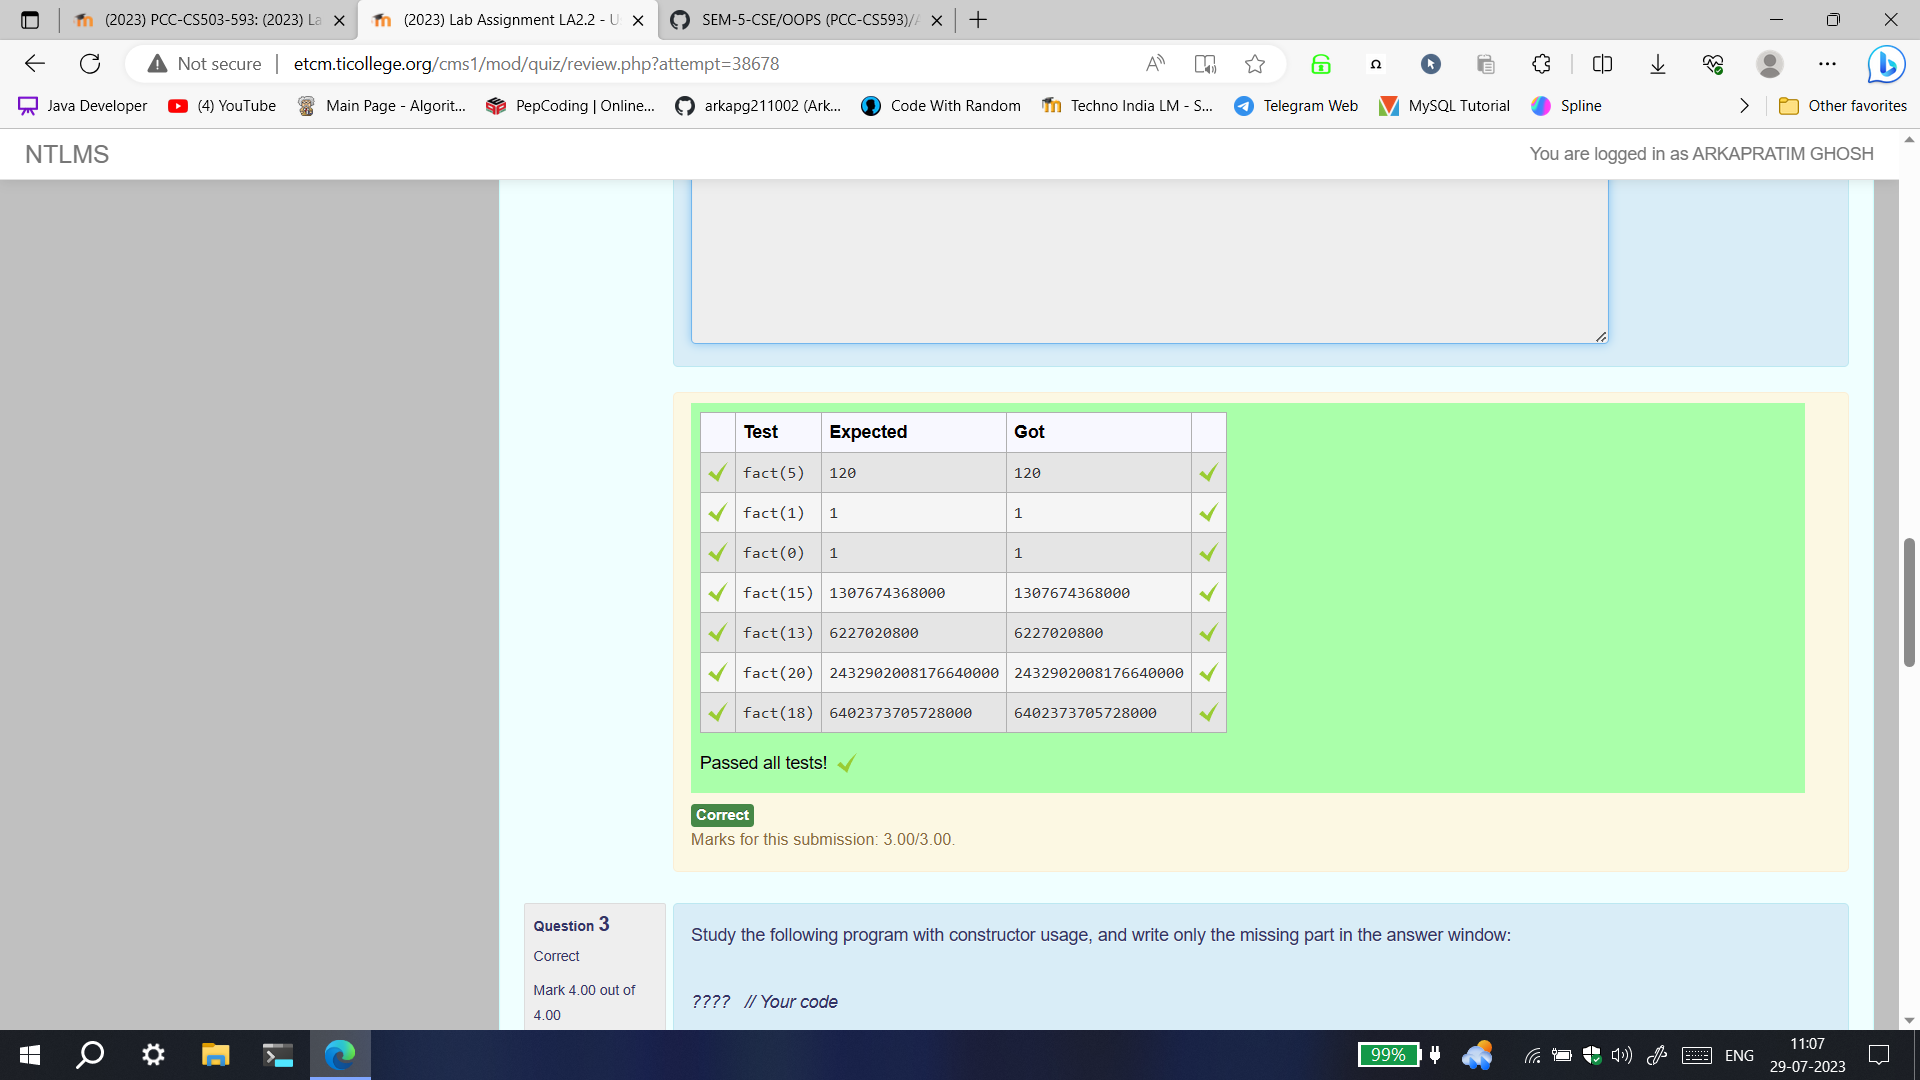 (2023) PCC-CS503-593: (2023) La
(2023) Lab Assignment LA2.2 - U
SEM-5-CSE/OOPS (PCC-CS593)/
Not secure
etcm.ticollege.org/cms1/mod/quiz/review.php?attempt=38678
Java Developer
(4) YouTube
Main Page - Algorit...
PepCoding | Online...
arkapg211002 (Ark...
Code With Random
Techno India LM - S...
Telegram Web
MySQL Tutorial
Spline
Other favorites
NTLMS
You are logged in as ARKAPRATIM GHOSH
Test Expected Got
fact(5) 120 120
fact(1) 1 1
fact(0) 1 1
fact(15) 1307674368000 1307674368000
fact(13) 6227020800 6227020800
fact(20) 2432902008176640000 2432902008176640000
fact(18) 6402373705728000 6402373705728000
Passed all tests!
Correct
Marks for this submission: 3.00/3.00.
Question 3
Correct
Mark 4.00 out of
4.00
Study the following program with constructor usage, and write only the missing part in the answer window:
???? // Your code
99%
ENG
11:07
29-07-2023